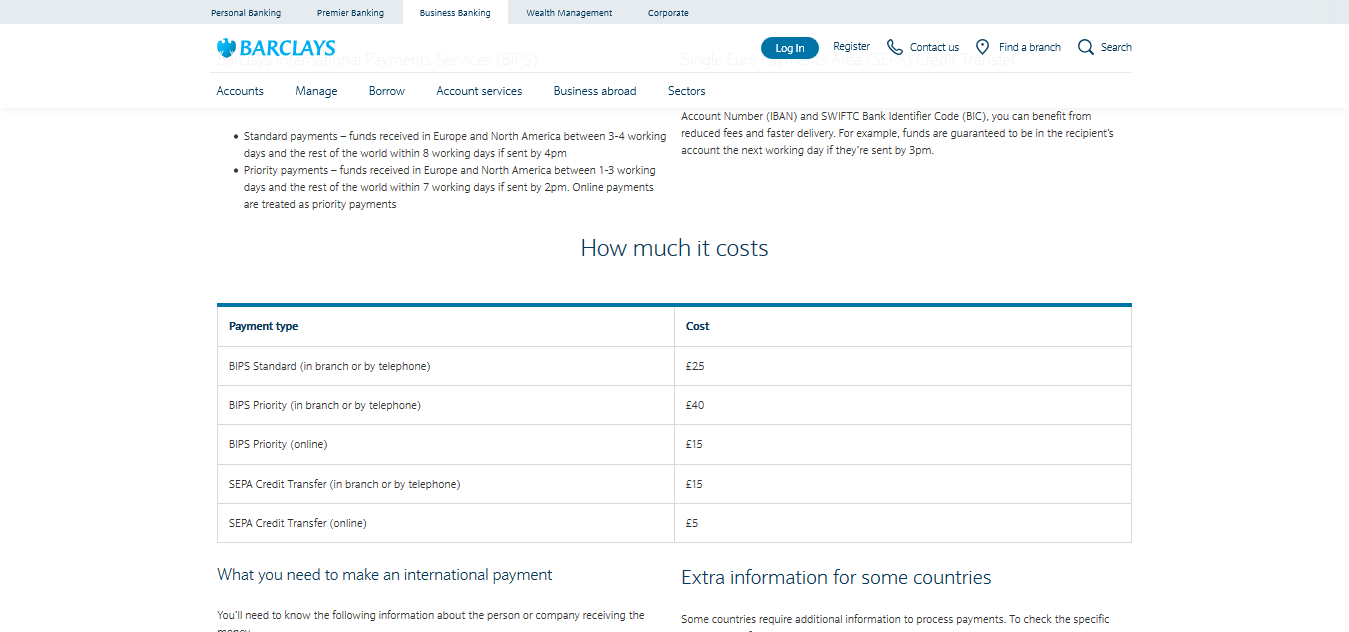 Personal Banking Premier Banking Business Banking Wealth Management Corporate
BARCLAYS
Log In Register Contact us Find a branch Search
Barclays International Payments Services (BIPS) Single Euro Payments Area (SEPA) Credit Transfer
Accounts Manage Borrow Account services Business abroad Sectors
Standard payments – funds received in Europe and North America between 3-4 working
days and the rest of the world within 8 working days if sent by 4pm
Priority payments – funds received in Europe and North America between 1-3 working
days and the rest of the world within 7 working days if sent by 2pm. Online payments
are treated as priority payments
Account Number (IBAN) and SWIFTC Bank Identifier Code (BIC), you can benefit from
reduced fees and faster delivery. For example, funds are guaranteed to be in the recipient's
account the next working day if they're sent by 3pm.
How much it costs
Payment type Cost
BIPS Standard (in branch or by telephone) £25
BIPS Priority (in branch or by telephone) £40
BIPS Priority (online) £15
SEPA Credit Transfer (in branch or by telephone) £15
SEPA Credit Transfer (online) £5
What you need to make an international payment
You'll need to know the following information about the person or company receiving the
Extra information for some countries
Some countries require additional information to process payments. To check the specific